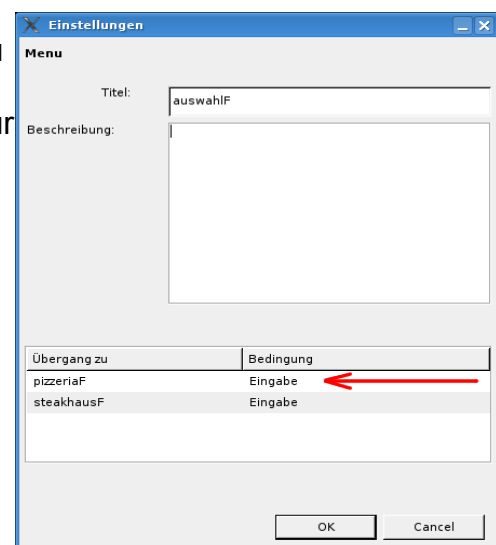 Einstellungen
Menu
Titel:
auswahlF
Beschreibung:
Übergang zu Bedingung
pizzeriaF Eingabe
steakhausF Eingabe
OK Cancel